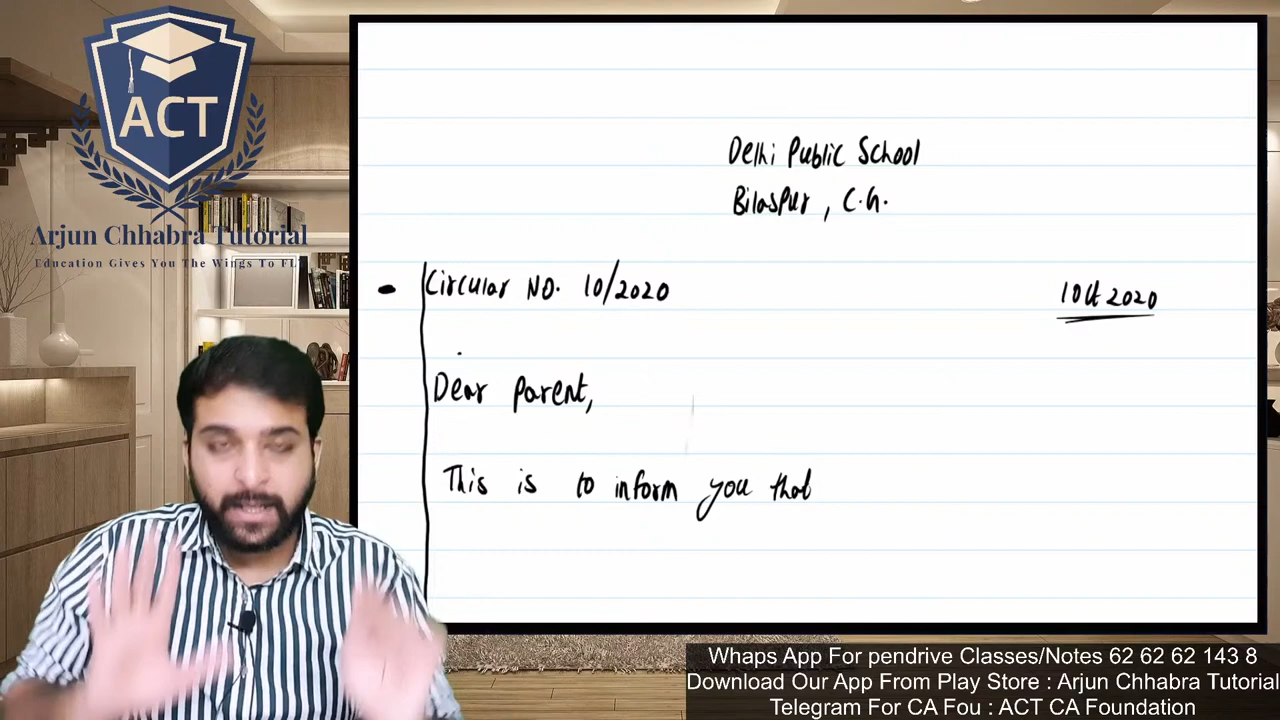 ACT
Arjun Chhabra Tutorial
Education Gives You The Wings To FLY
Delhi Public School
Bilaspur, C.G.
Circular NO. 10/2020
1 Oct 2020
Dear Parent,
This is to inform you that
Whaps App For pendrive Classes/Notes 62 62 62 143 8
Download Our App From Play Store : Arjun Chhabra Tutorial
Telegram For CA Fou : ACT CA Foundation